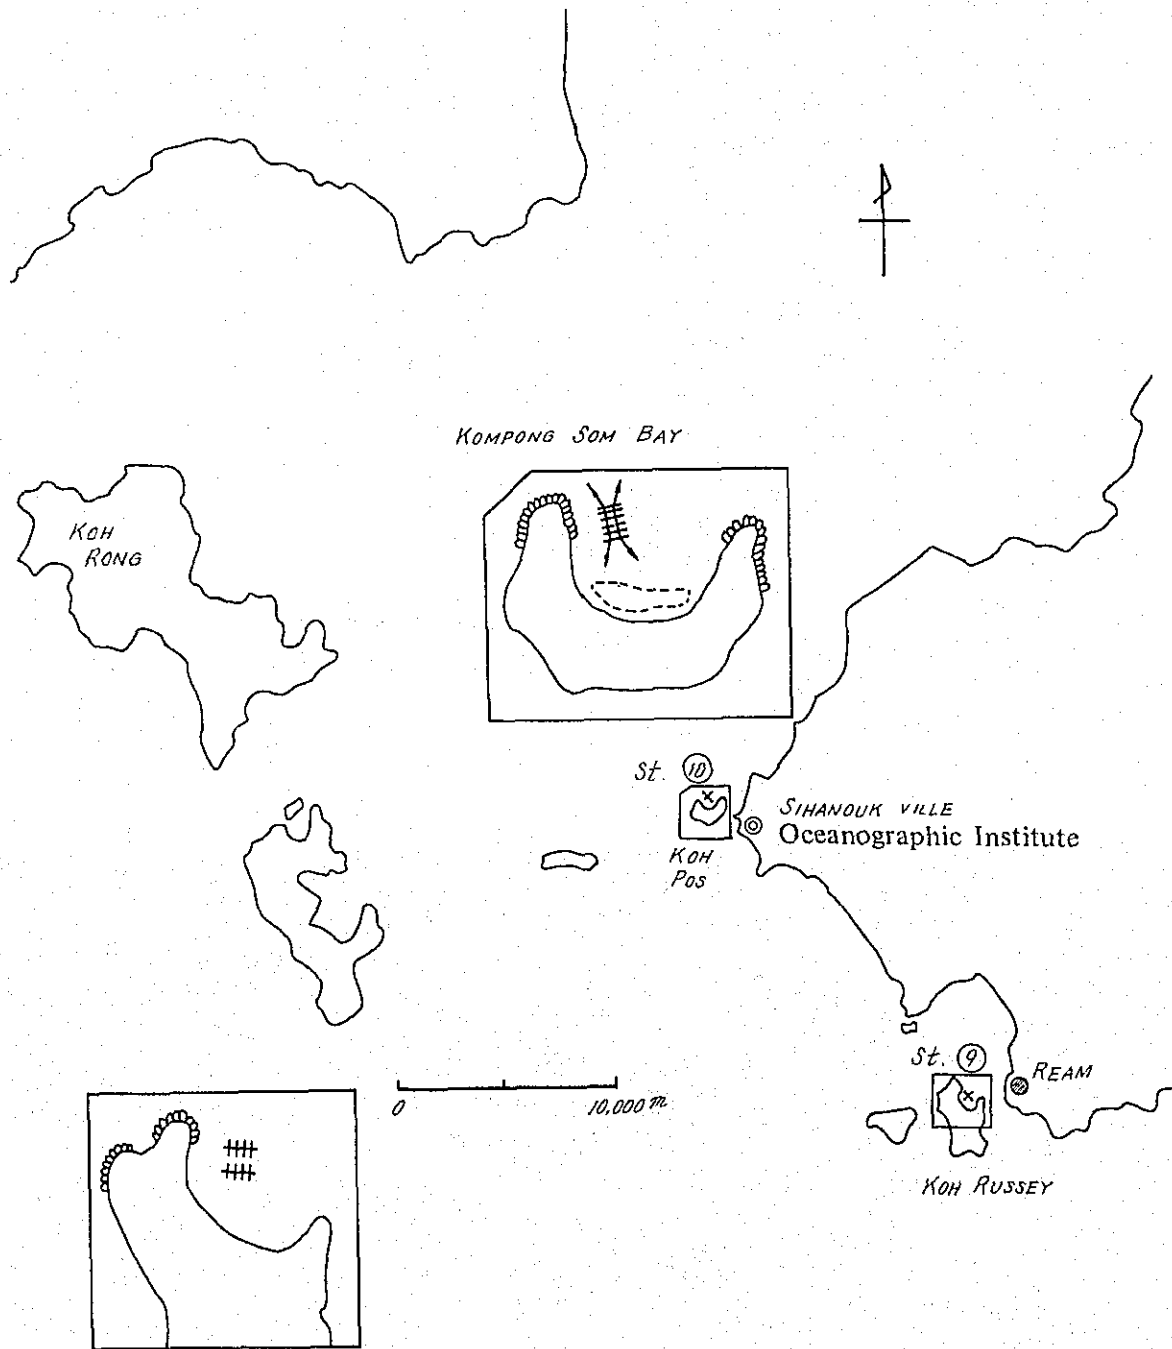 KOMPONG SOM BAY
KOH
RONG
St. 10
SIHANOUK VILLE
Oceanographic Institute
KOH
POS
St. 9
REAM
0 10,000 m
KOH RUSSEY